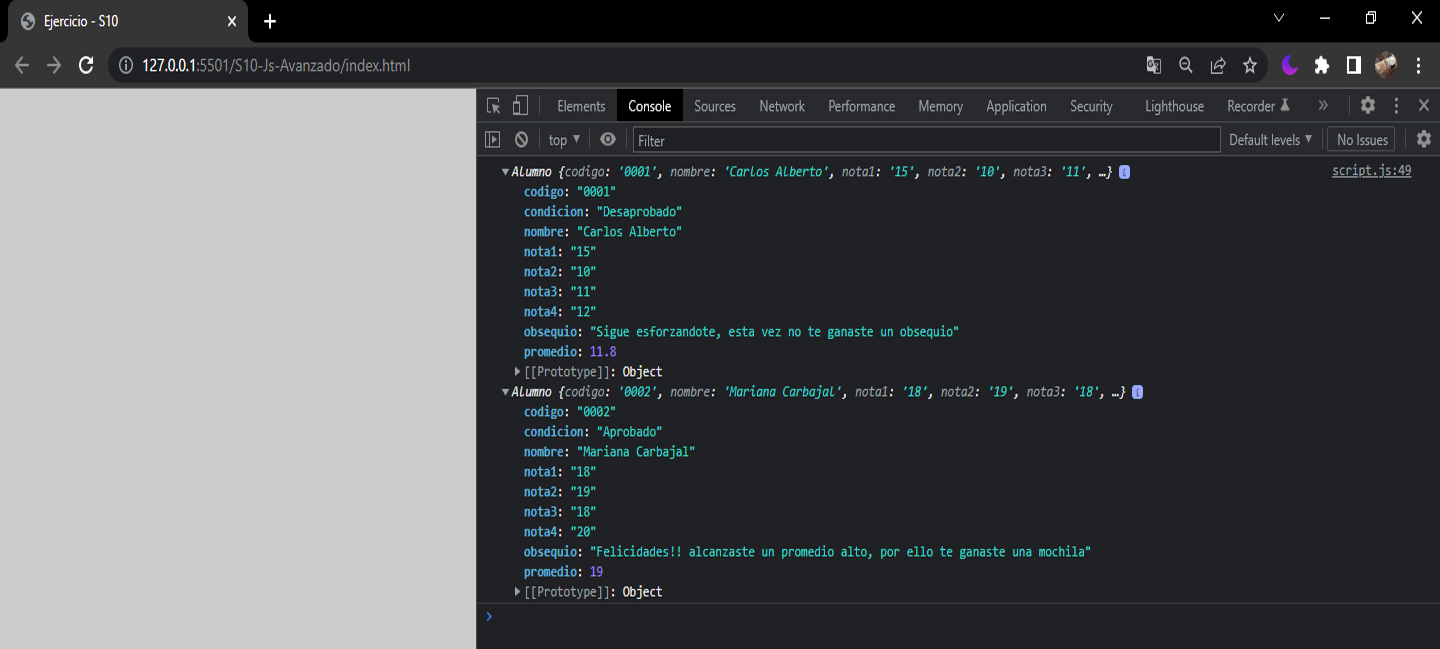 Ejercicio - S10
127.0.0.1:5501/S10-Js-Avanzado/index.html
Elements Console Sources Network Performance Memory Application Security Lighthouse Recorder
top Filter Default levels No Issues
Alumno {codigo: '0001', nombre: 'Carlos Alberto', nota1: '15', nota2: '10', nota3: '11', …} i script.js:49
codigo: "0001"
condicion: "Desaprobado"
nombre: "Carlos Alberto"
nota1: "15"
nota2: "10"
nota3: "11"
nota4: "12"
obsequio: "Sigue esforzandote, esta vez no te ganaste un obsequio"
promedio: 11.8
[[Prototype]]: Object
Alumno {codigo: '0002', nombre: 'Mariana Carbajal', nota1: '18', nota2: '19', nota3: '18', …} i
codigo: "0002"
condicion: "Aprobado"
nombre: "Mariana Carbajal"
nota1: "18"
nota2: "19"
nota3: "18"
nota4: "20"
obsequio: "Felicidades!! alcanzaste un promedio alto, por ello te ganaste una mochila"
promedio: 19
[[Prototype]]: Object